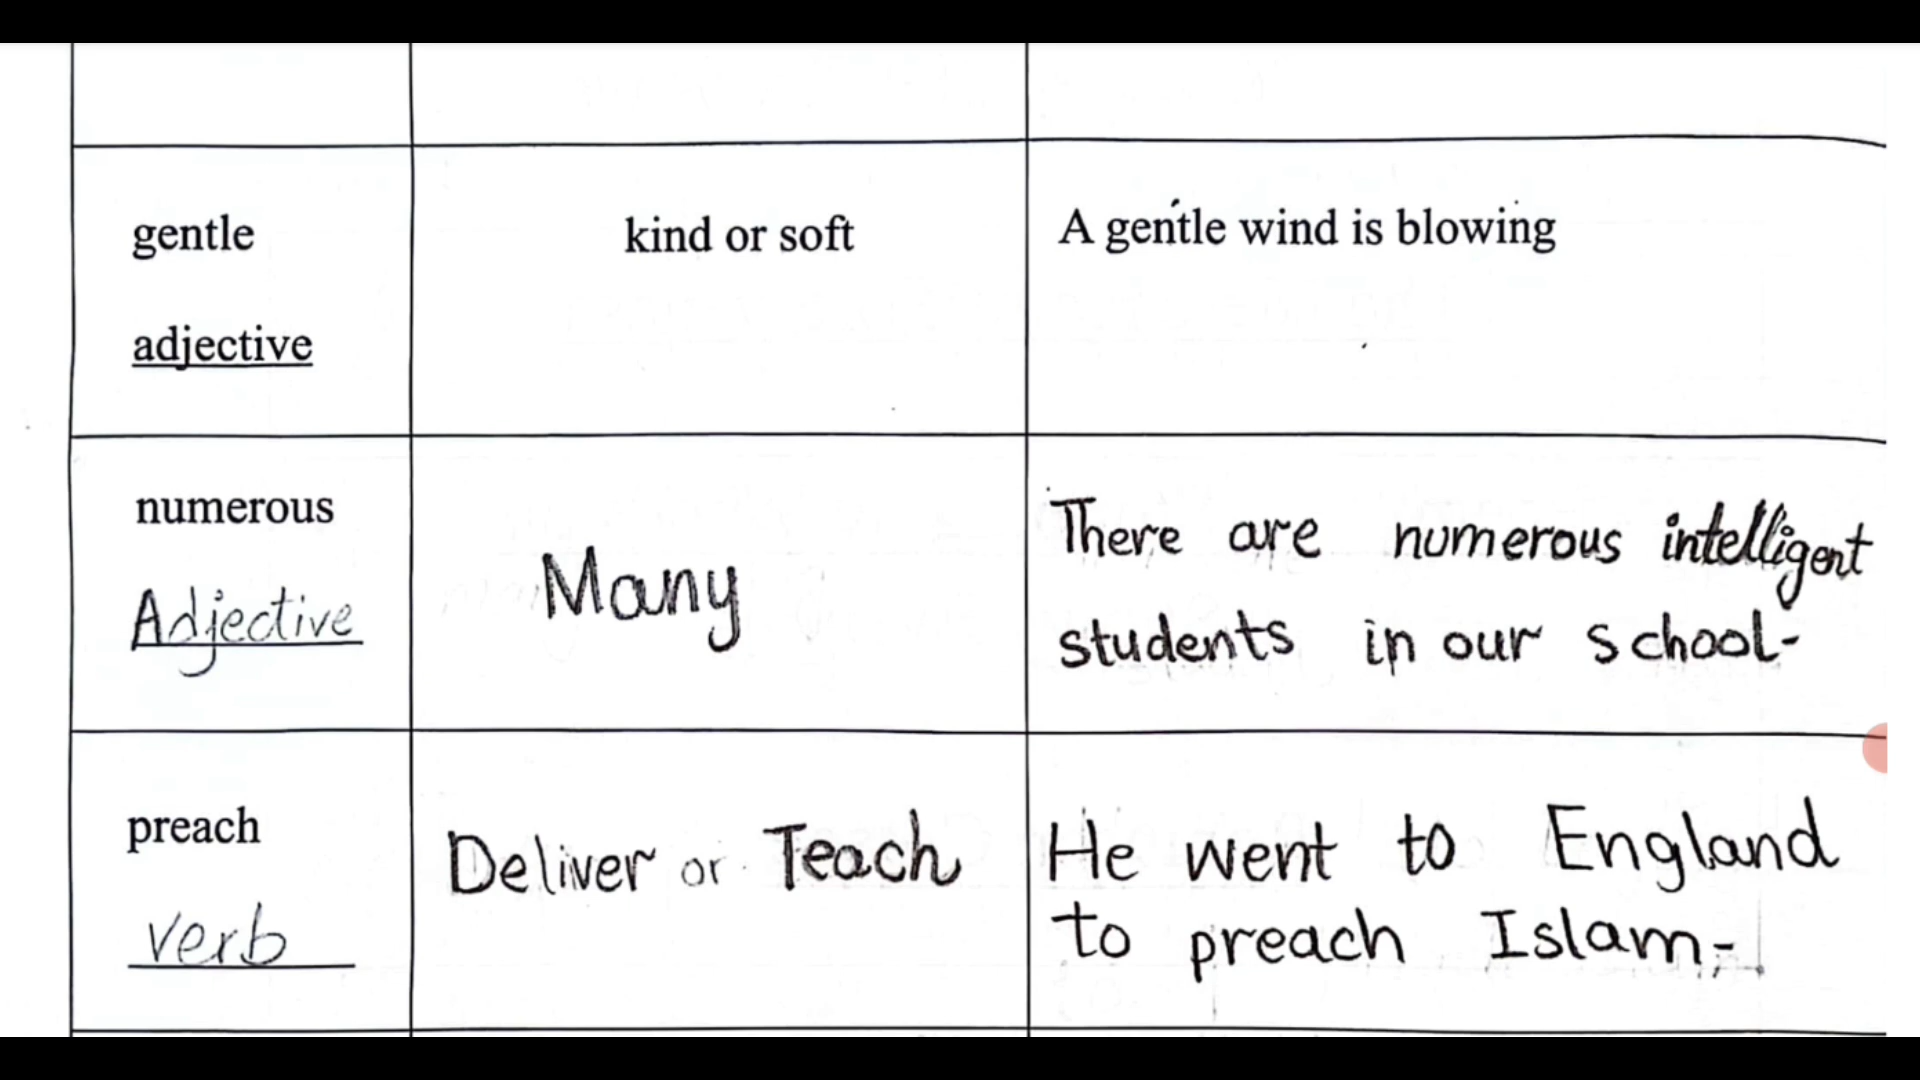 gentle
kind or soft
A gentle wind is blowing
adjective
numerous
Adjective
Many
There are numerous intelligent
students in our school-
preach
verb
Deliver or Teach
He went to England
to preach Islam-